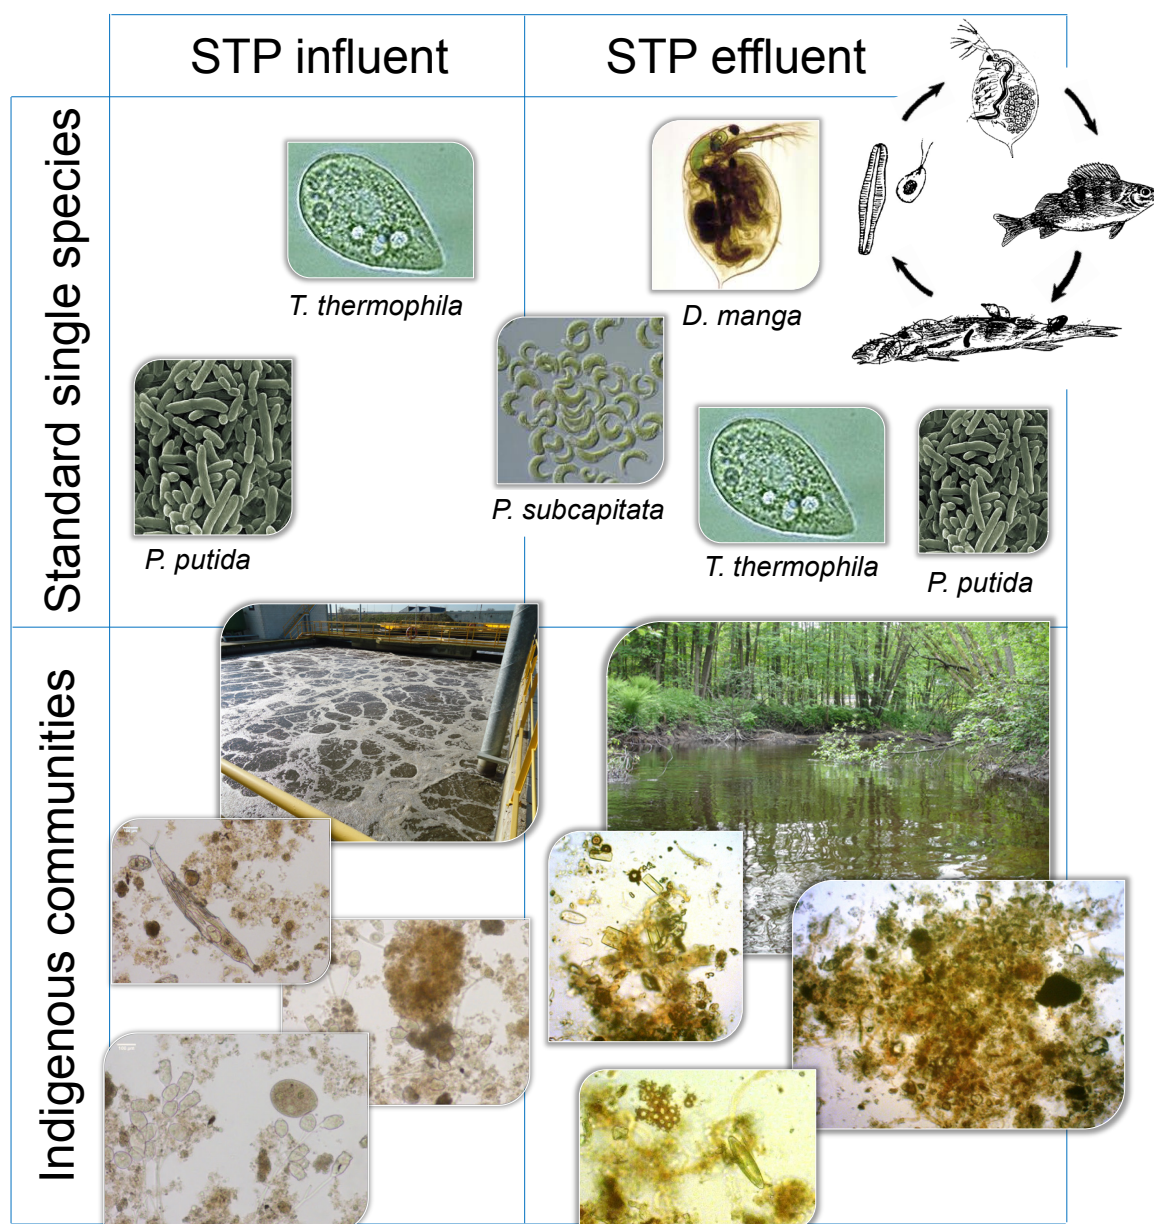 STP influent
STP effluent
Standard single species
T. thermophila
D. manga
P. subcapitata
P. putida
T. thermophila
P. putida
Indigenous communities